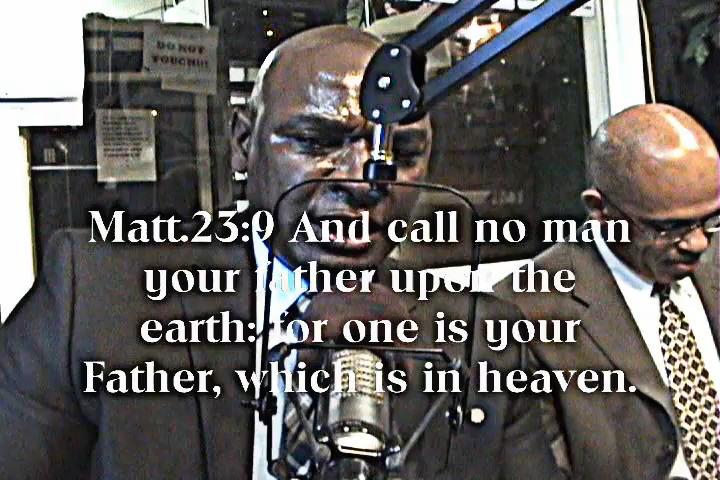 DO NOT
TOUCH!!
Matt.23:9 And call no man
your father upon the
earth: for one is your
Father, which is in heaven.